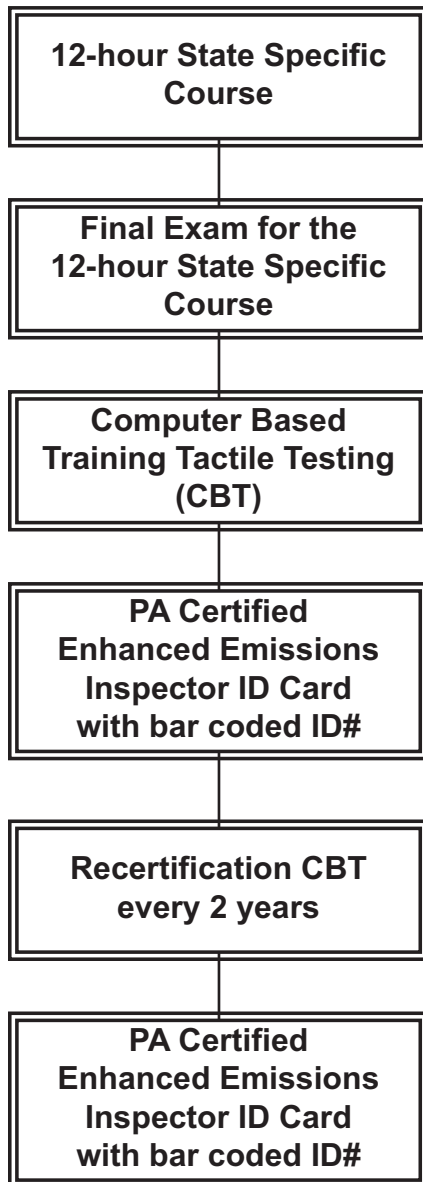 12-hour State Specific
Course
Final Exam for the
12-hour State Specific
Course
Computer Based
Training Tactile Testing
(CBT)
PA Certified
Enhanced Emissions
Inspector ID Card
with bar coded ID#
Recertification CBT
every 2 years
PA Certified
Enhanced Emissions
Inspector ID Card
with bar coded ID#